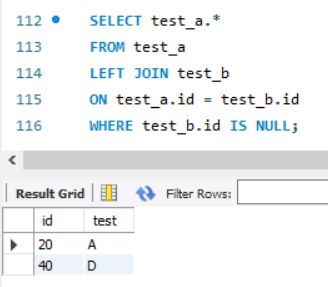 112 SELECT test_a.*
113 FROM test_a
114 LEFT JOIN test_b
115 ON test_a.id = test_b.id
116 WHERE test_b.id IS NULL;
Result Grid Filter Rows:
id test
20 A
40 D